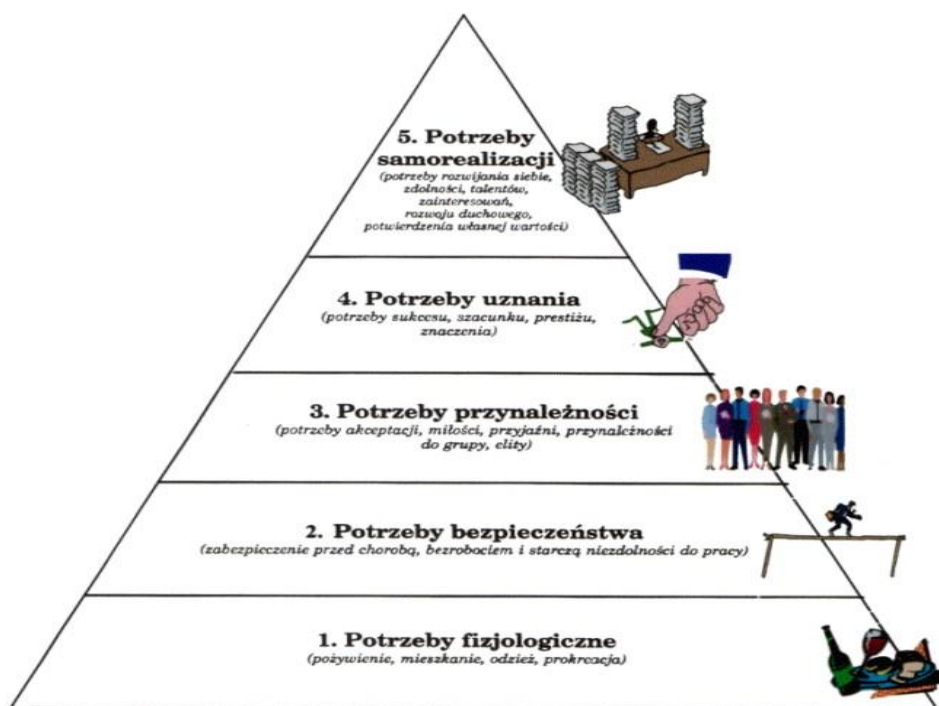 5. Potrzeby
samorealizacji
(potrzeby rozwijania siebie,
zdolności, talentów,
zainteresowań,
rozwoju duchowego,
potwierdzenia własnej wartości)
4. Potrzeby uznania
(potrzeby sukcesu, szacunku, prestiżu,
znaczenia)
3. Potrzeby przynależności
(potrzeby akceptacji, miłości, przyjaźni, przynależności
do grupy, elity)
2. Potrzeby bezpieczeństwa
(zabezpieczenie przed chorobą, bezrobociem i starczą niezdolności do pracy)
1. Potrzeby fizjologiczne
(pożywienie, mieszkanie, odzież, prokreacja)